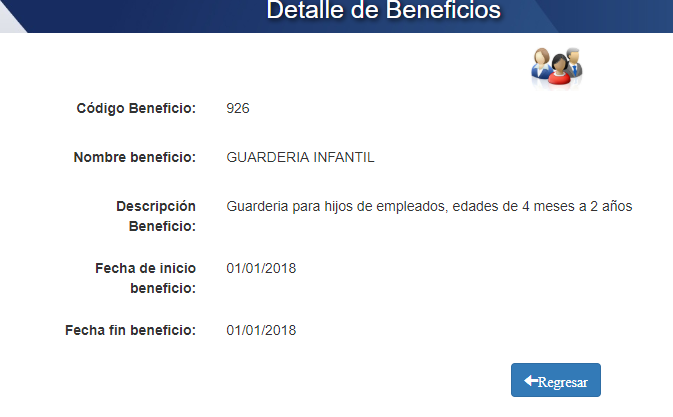 Detalle de Beneficios
Código Beneficio: 926
Nombre beneficio: GUARDERIA INFANTIL
Descripción Guarderia para hijos de empleados, edades de 4 meses a 2 años
Beneficio:
Fecha de inicio 01/01/2018
beneficio:
Fecha fin beneficio: 01/01/2018
Regresar